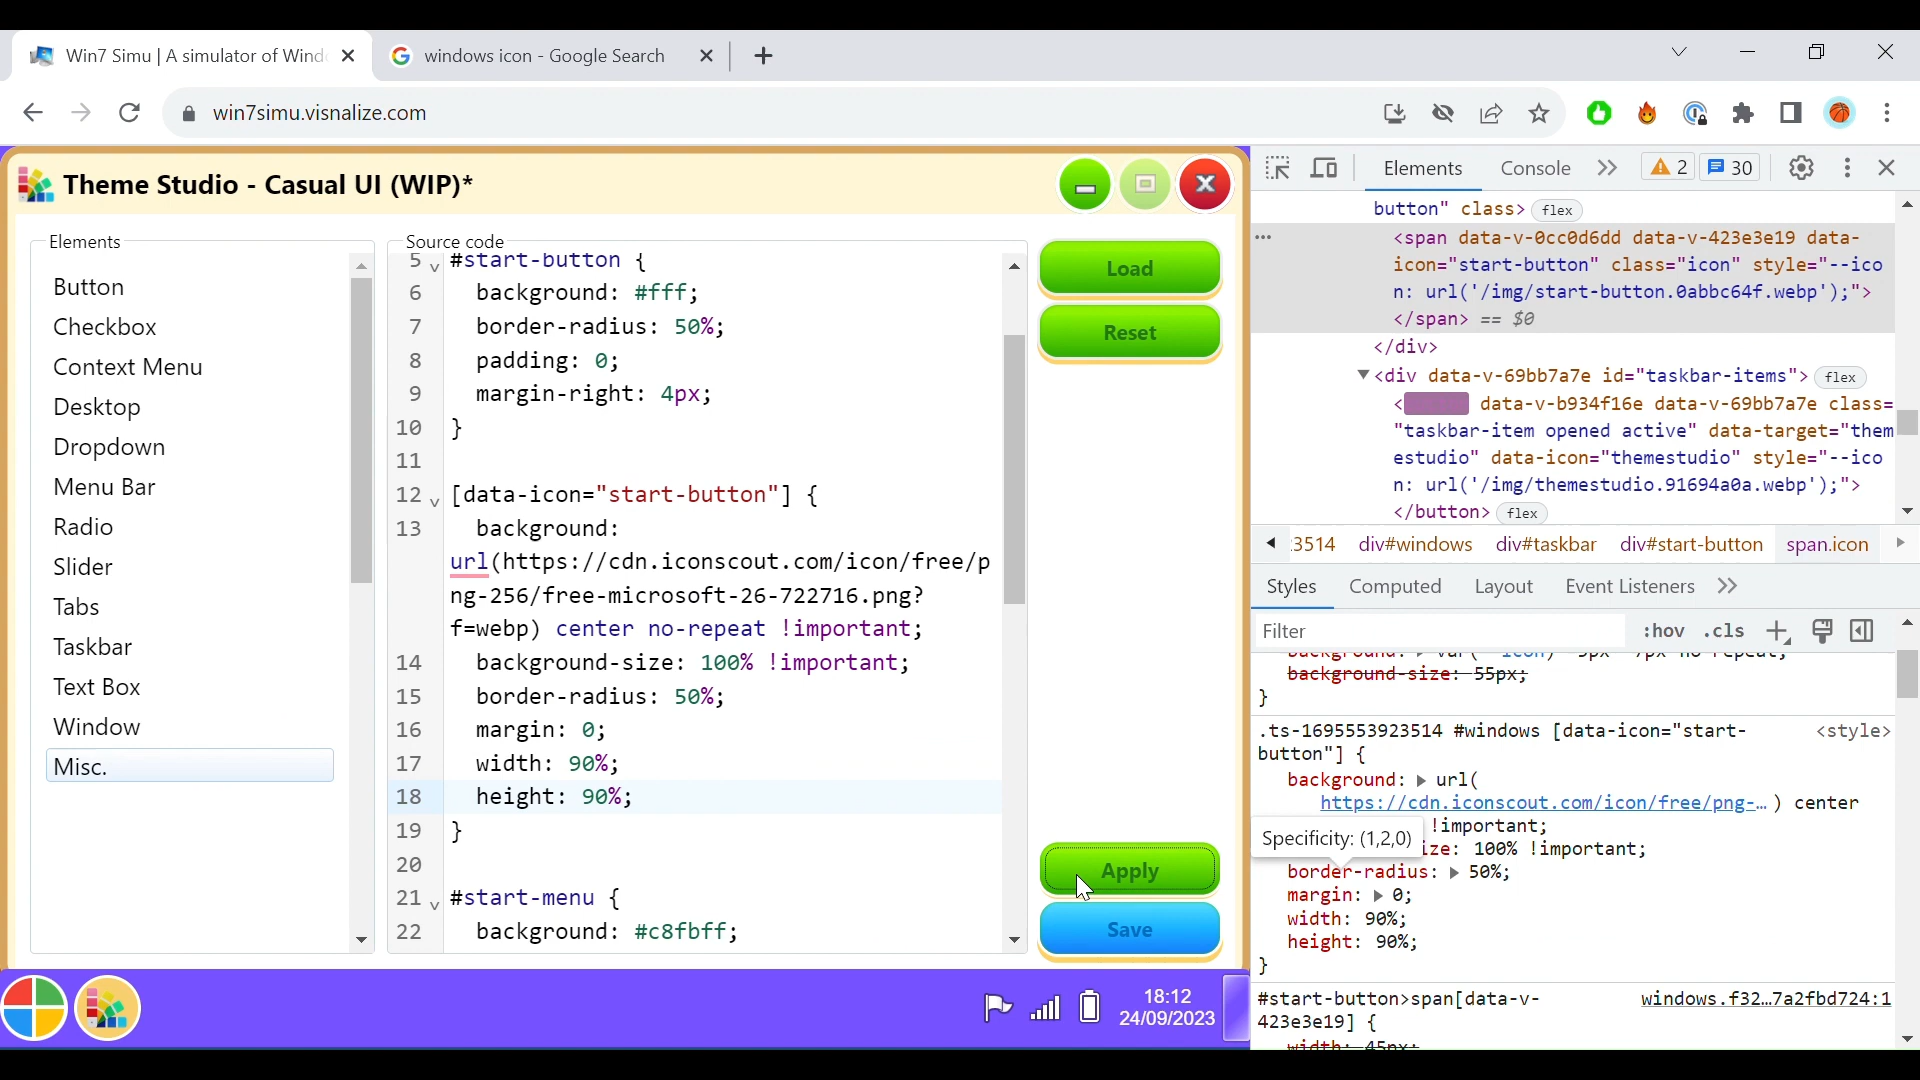 Win7 Simu | A simulator of Wind
windows icon - Google Search
win7simu.visnalize.com
Theme Studio - Casual UI (WIP)*
Elements
Button
Checkbox
Context Menu
Desktop
Dropdown
Menu Bar
Radio
Slider
Tabs
Taskbar
Text Box
Window
Misc.
Source code
5 #start-button {
6 background: #fff;
7 border-radius: 50%;
8 padding: 0;
9 margin-right: 4px;
10 }
11
12 [data-icon="start-button"] {
13 background:
url(https://cdn.iconscout.com/icon/free/p
ng-256/free-microsoft-26-722716.png?
f=webp) center no-repeat !important;
14 background-size: 100% !important;
15 border-radius: 50%;
16 margin: 0;
17 width: 90%;
18 height: 90%;
19 }
20
21 #start-menu {
22 background: #c8fbff;
Load
Reset
Apply
Save
18:12
24/09/2023
Elements Console 2 30
button" class> flex
<span data-v-0cc0d6dd data-v-423e3e19 data-
icon="start-button" class="icon" style="--ico
n: url('/img/start-button.0abbc64f.webp');">
</span> == $0
</div>
<div data-v-69bb7a7e id="taskbar-items"> flex
< data-v-b934f16e data-v-69bb7a7e class=
"taskbar-item opened active" data-target="them
estudio" data-icon="themestudio" style="--ico
n: url('/img/themestudio.91694a0a.webp');">
</button> flex
3514 div#windows div#taskbar div#start-button span.icon
Styles Computed Layout Event Listeners
Filter :hov .cls
background-size: 55px;
}
.ts-1695553923514 #windows [data-icon="start- <style>
button"] {
background: url(
https://cdn.iconscout.com/icon/free/png-… ) center
!important;
Specificity: (1,2,0)
ize: 100% !important;
border-radius: 50%;
margin: 0;
width: 90%;
height: 90%;
}
#start-button>span[data-v- windows.f32…7a2fbd724:1
423e3e19] {
width: 45px;